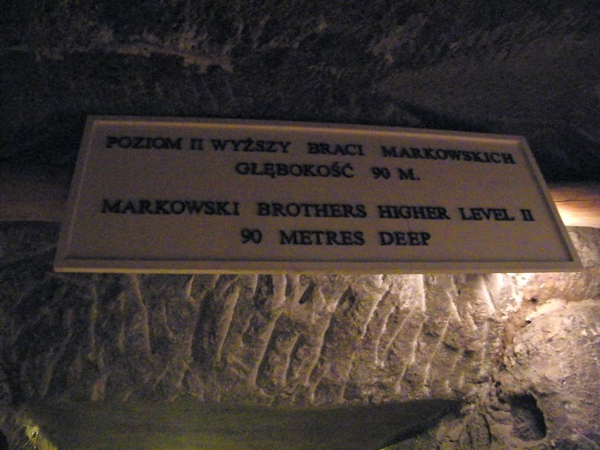 POZIOM II WYŻSZY BRACI MARKOWSKICH
GŁĘBOKOŚĆ 90 M.
MARKOWSKI BROTHERS HIGHER LEVEL II
90 METRES DEEP